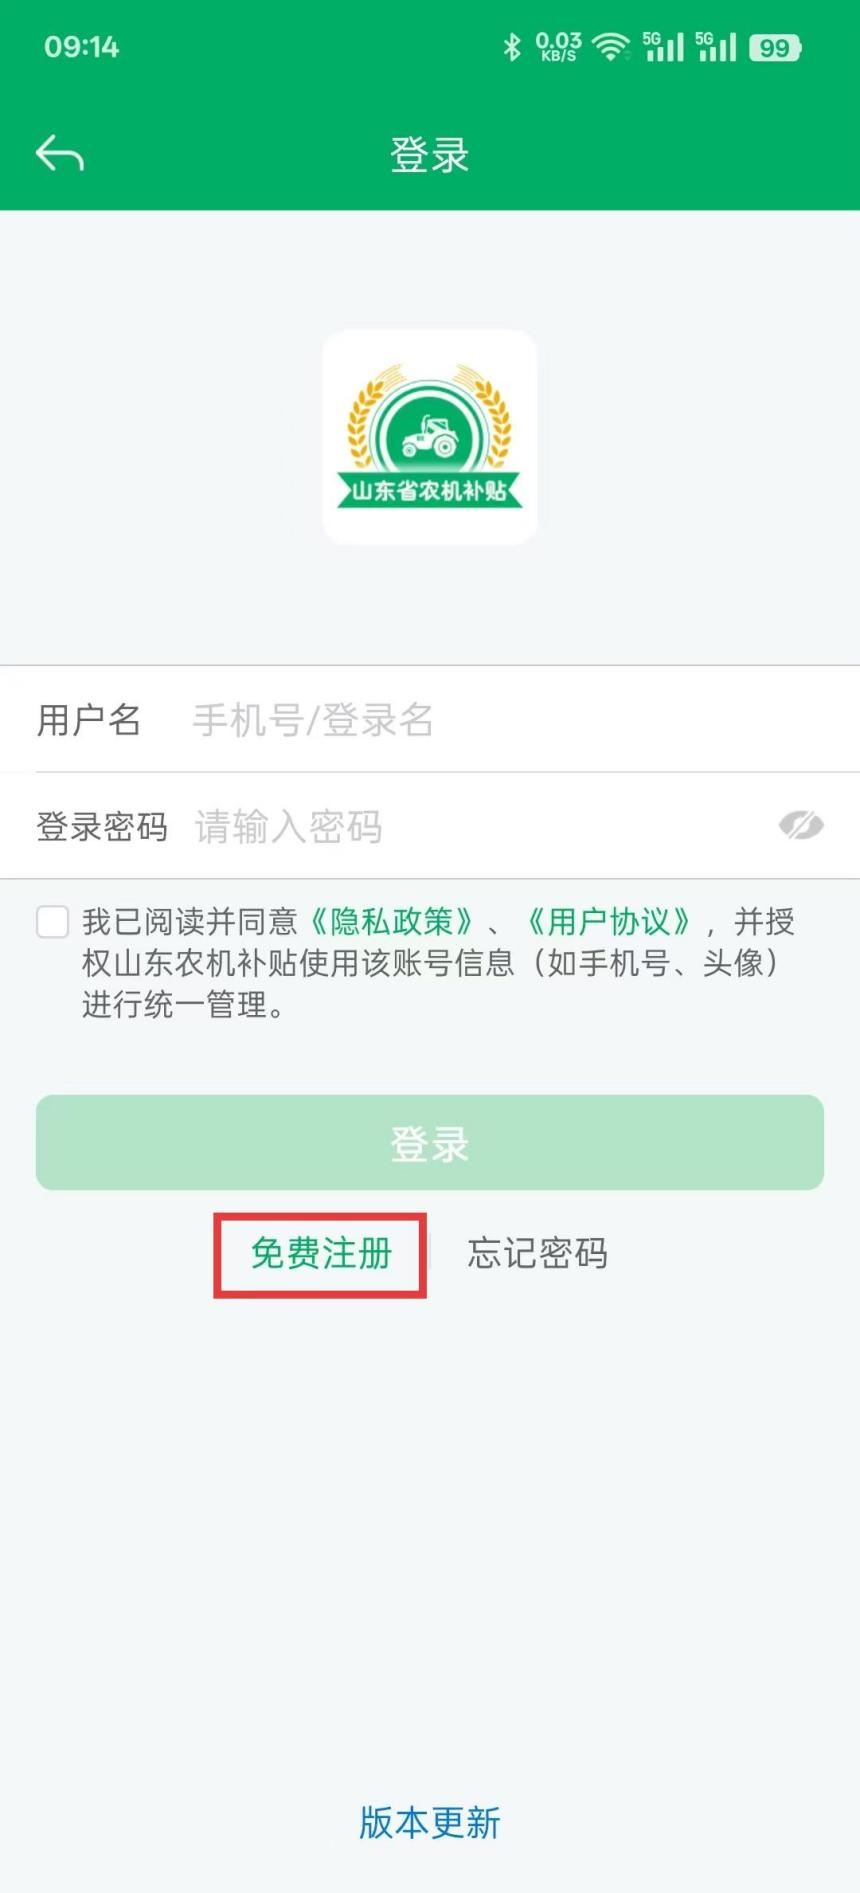 09:14
0.03
KB/S
5G
5G
99
登录
山东省农机补贴
用户名 手机号/登录名
登录密码 请输入密码
我已阅读并同意《隐私政策》、《用户协议》，并授
权山东农机补贴使用该账号信息（如手机号、头像）
进行统一管理。
登录
免费注册 忘记密码
版本更新